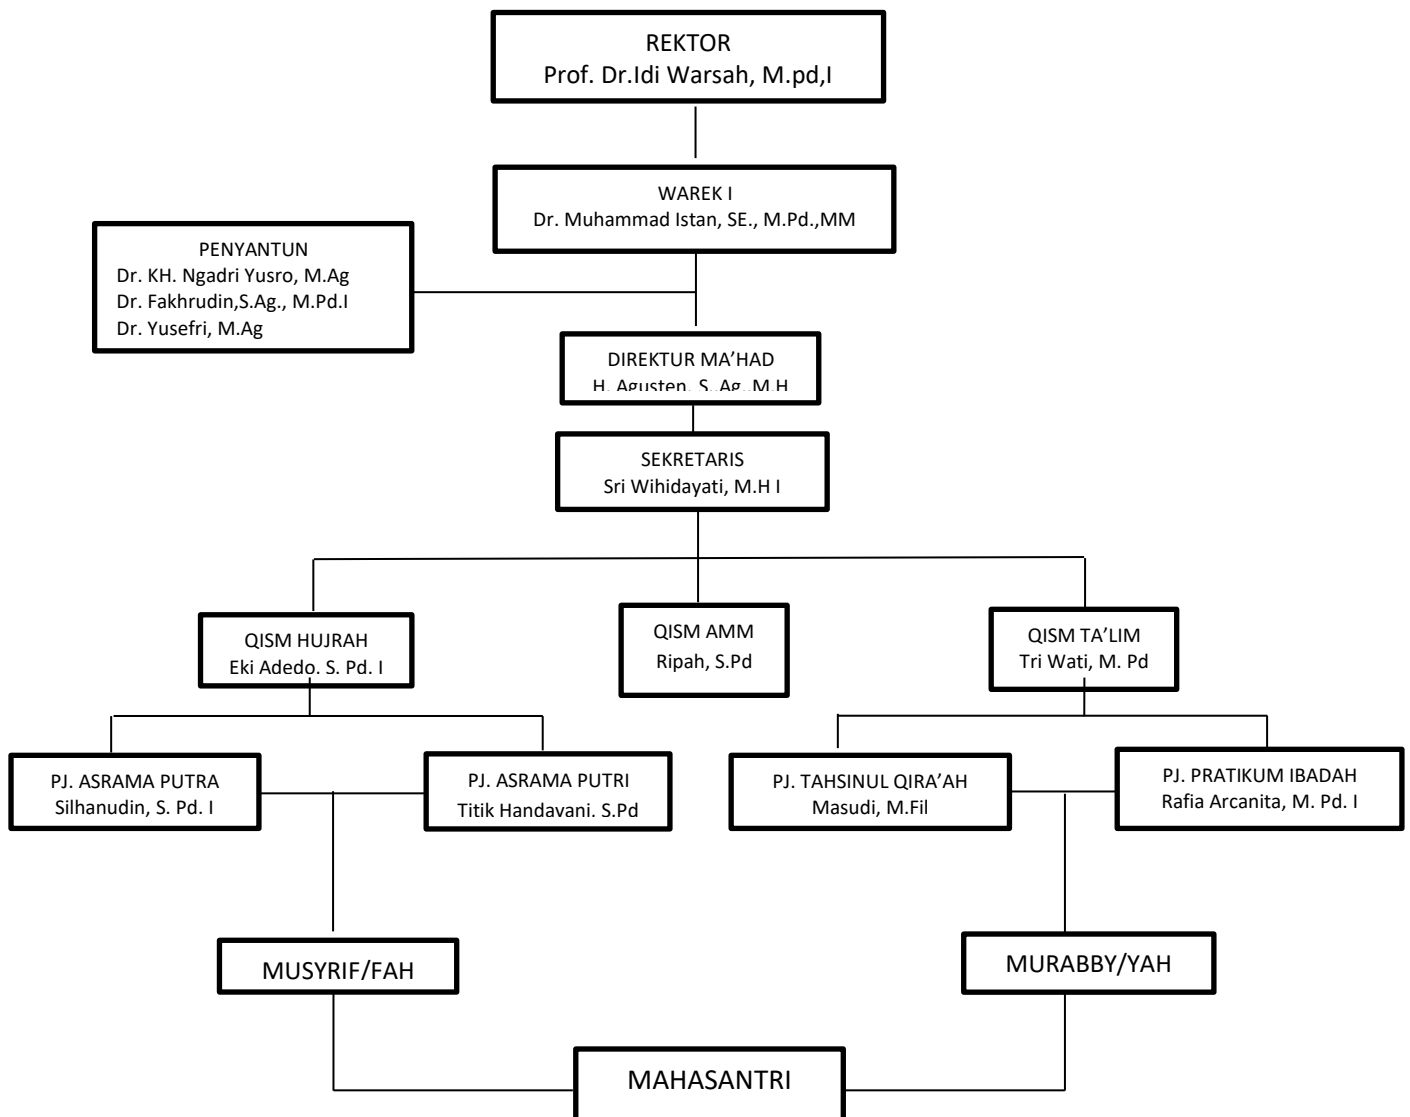 REKTOR
Prof. Dr.Idi Warsah, M.pd,I
WAREK I
Dr. Muhammad Istan, SE., M.Pd.,MM
PENYANTUN
Dr. KH. Ngadri Yusro, M.Ag
Dr. Fakhrudin,S.Ag., M.Pd.I
Dr. Yusefri, M.Ag
DIREKTUR MA’HAD
H. Agusten. S..Ag..M.H
SEKRETARIS
Sri Wihidayati, M.H I
QISM HUJRAH
Eki Adedo. S. Pd. I
QISM AMM
Ripah, S.Pd
QISM TA’LIM
Tri Wati, M. Pd
PJ. ASRAMA PUTRA
Silhanudin, S. Pd. I
PJ. ASRAMA PUTRI
Titik Handavani. S.Pd
PJ. TAHSINUL QIRA’AH
Masudi, M.Fil
PJ. PRATIKUM IBADAH
Rafia Arcanita, M. Pd. I
MUSYRIF/FAH
MURABBY/YAH
MAHASANTRI